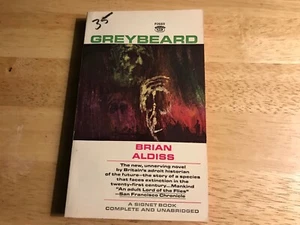 35
GREYBEARD
BRIAN
ALDISS
The new, unnerving novel
by Britain's adroit historian
of the future—the story of a species
that faces extinction in the
twenty-first century...Mankind
"An adult Lord of the Flies"
—San Francisco Chronicle
A SIGNET BOOK
COMPLETE AND UNABRIDGED